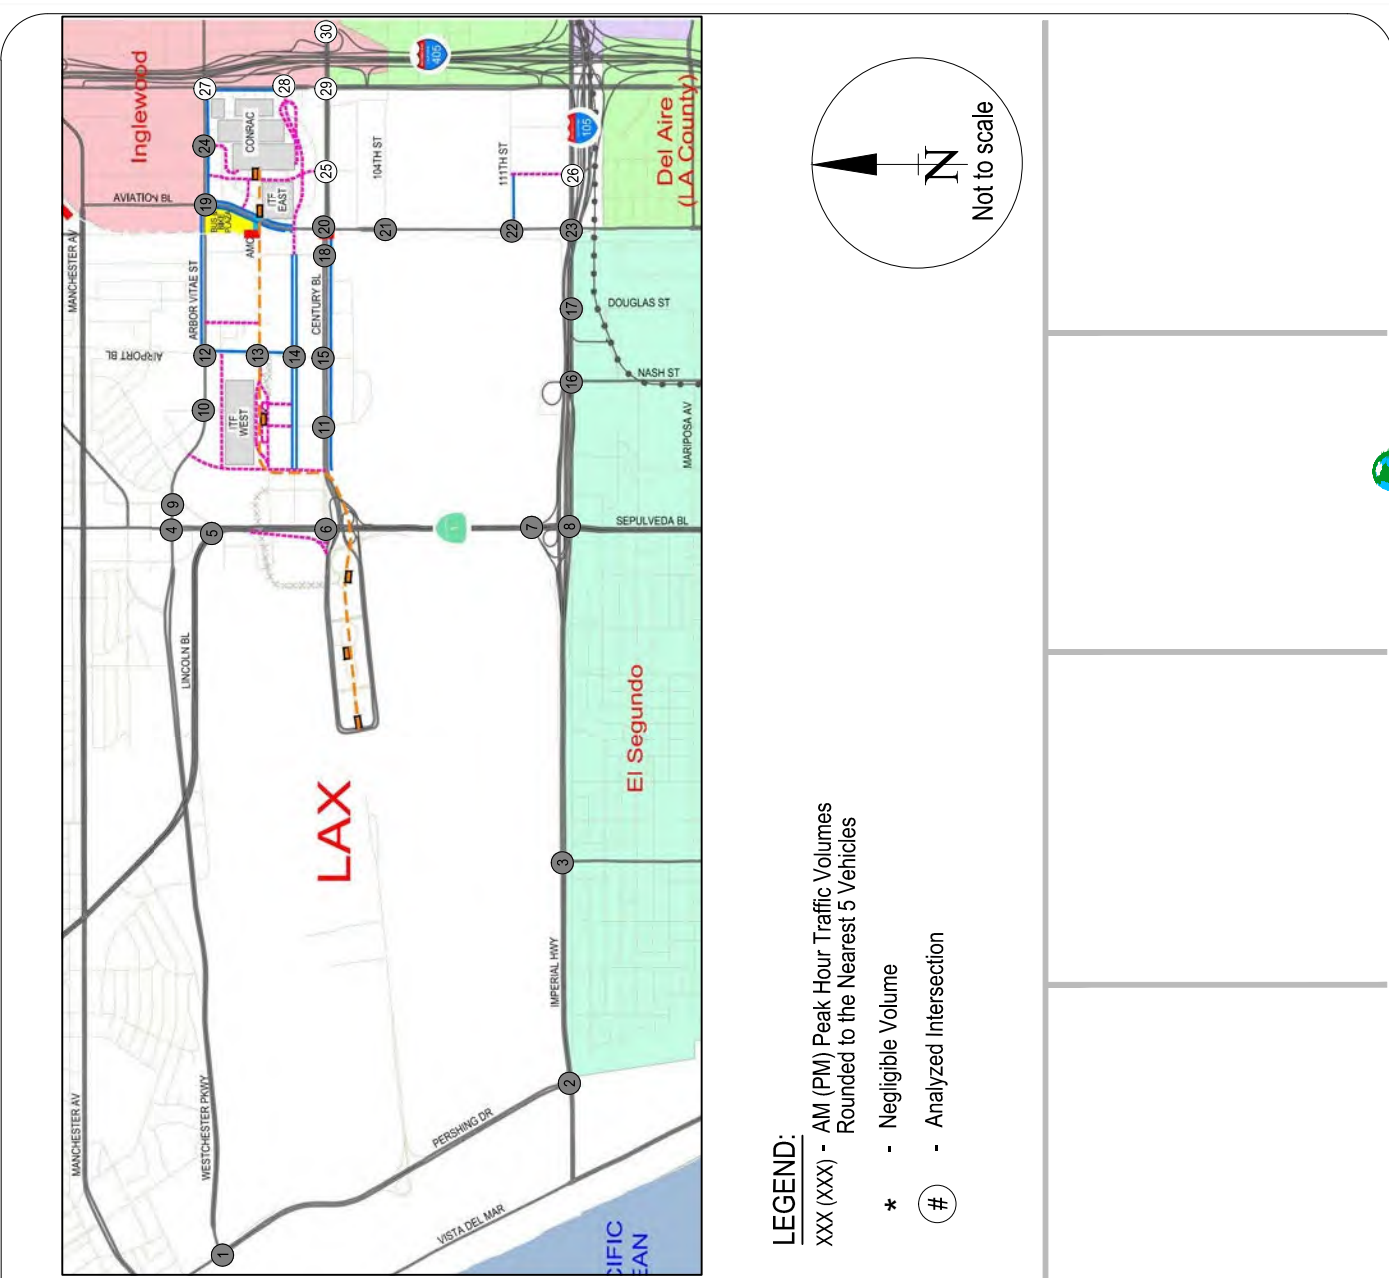 MANCHESTER AV
WESTCHESTER PKWY
PERSHING DR
VISTA DEL MAR
CIFIC
EAN
IMPERIAL HWY
LINCOLN BL
LAX
El Segundo
SEPULVEDA BL
MARIPOSA AV
NASH ST
DOUGLAS ST
1
MANCHESTER AV
ARBOR VITAE ST
AIRPORT BL
CENTURY BL
ITF
WEST
AMC
BUS
BIKE
PLAZA
ITF
EAST
CONRAC
AVIATION BL
Inglewood
104TH ST
111TH ST
405
105
Del Aire
(LA County)
1
2
3
4
5
6
7
8
9
10
11
12
13
14
15
16
17
18
19
20
21
22
23
24
25
26
27
28
29
30
LEGEND:
XXX (XXX) - AM (PM) Peak Hour Traffic Volumes
Rounded to the Nearest 5 Vehicles
* - Negligible Volume
# - Analyzed Intersection
N
Not to scale